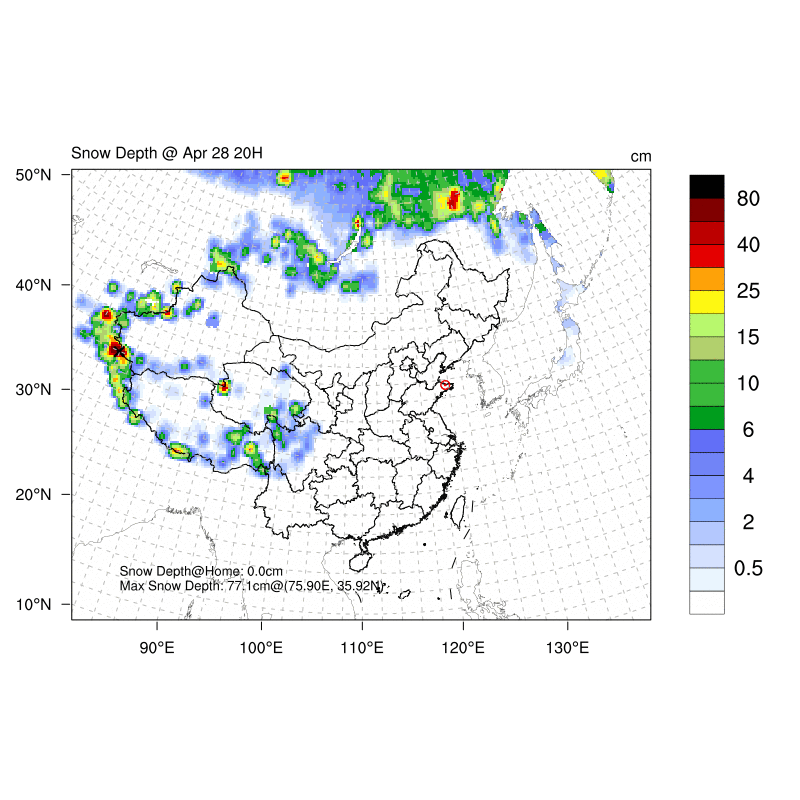 Snow Depth @ Apr 28 20H
cm
50°N
40°N
30°N
20°N
10°N
90°E
100°E
110°E
120°E
130°E
80
40
25
15
10
6
4
2
0.5
Snow Depth@Home: 0.0cm
Max Snow Depth: 77.1cm@(75.90E, 35.92N)